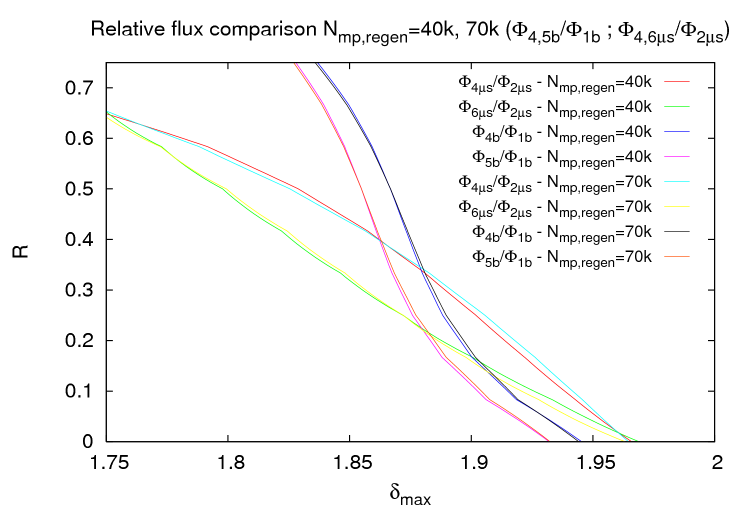 Relative flux comparison N_mp,regen=40k, 70k (Φ_4,5b/Φ_1b ; Φ_4,6μs/Φ_2μs)
Φ_4μs/Φ_2μs - N_mp,regen=40k
Φ_6μs/Φ_2μs - N_mp,regen=40k
Φ_4b/Φ_1b - N_mp,regen=40k
Φ_5b/Φ_1b - N_mp,regen=40k
Φ_4μs/Φ_2μs - N_mp,regen=70k
Φ_6μs/Φ_2μs - N_mp,regen=70k
Φ_4b/Φ_1b - N_mp,regen=70k
Φ_5b/Φ_1b - N_mp,regen=70k
R
0.7
0.6
0.5
0.4
0.3
0.2
0.1
0
1.75 1.8 1.85 1.9 1.95 2
δ_max